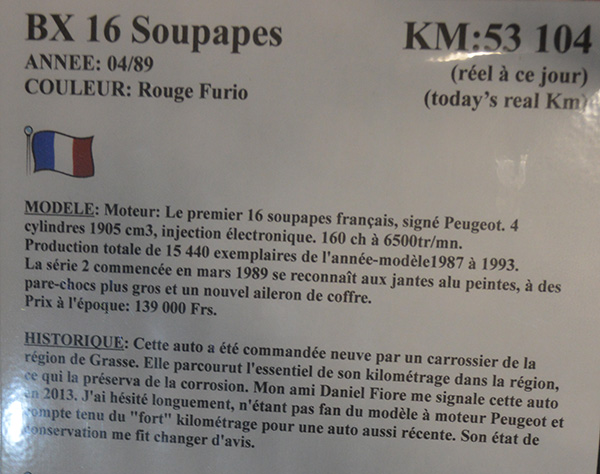 BX 16 Soupapes
KM:53 104
ANNEE: 04/89
(réel à ce jour)
COULEUR: Rouge Furio
(today's real Km)
MODELE: Moteur: Le premier 16 soupapes français, signé Peugeot. 4
cylindres 1905 cm3, injection électronique. 160 ch à 6500tr/mn.
Production totale de 15 440 exemplaires de l'année-modèle1987 à 1993.
La série 2 commencée en mars 1989 se reconnaît aux jantes alu peintes, à des
pare-chocs plus gros et un nouvel aileron de coffre.
Prix à l'époque: 139 000 Frs.
HISTORIQUE: Cette auto a été commandée neuve par un carrossier de la
région de Grasse. Elle parcourut l'essentiel de son kilométrage dans la région,
ce qui la préserva de la corrosion. Mon ami Daniel Fiore me signale cette auto
en 2013. J'ai hésité longuement, n'étant pas fan du modèle à moteur Peugeot et
compte tenu du "fort" kilométrage pour une auto aussi récente. Son état de
conservation me fit changer d'avis.